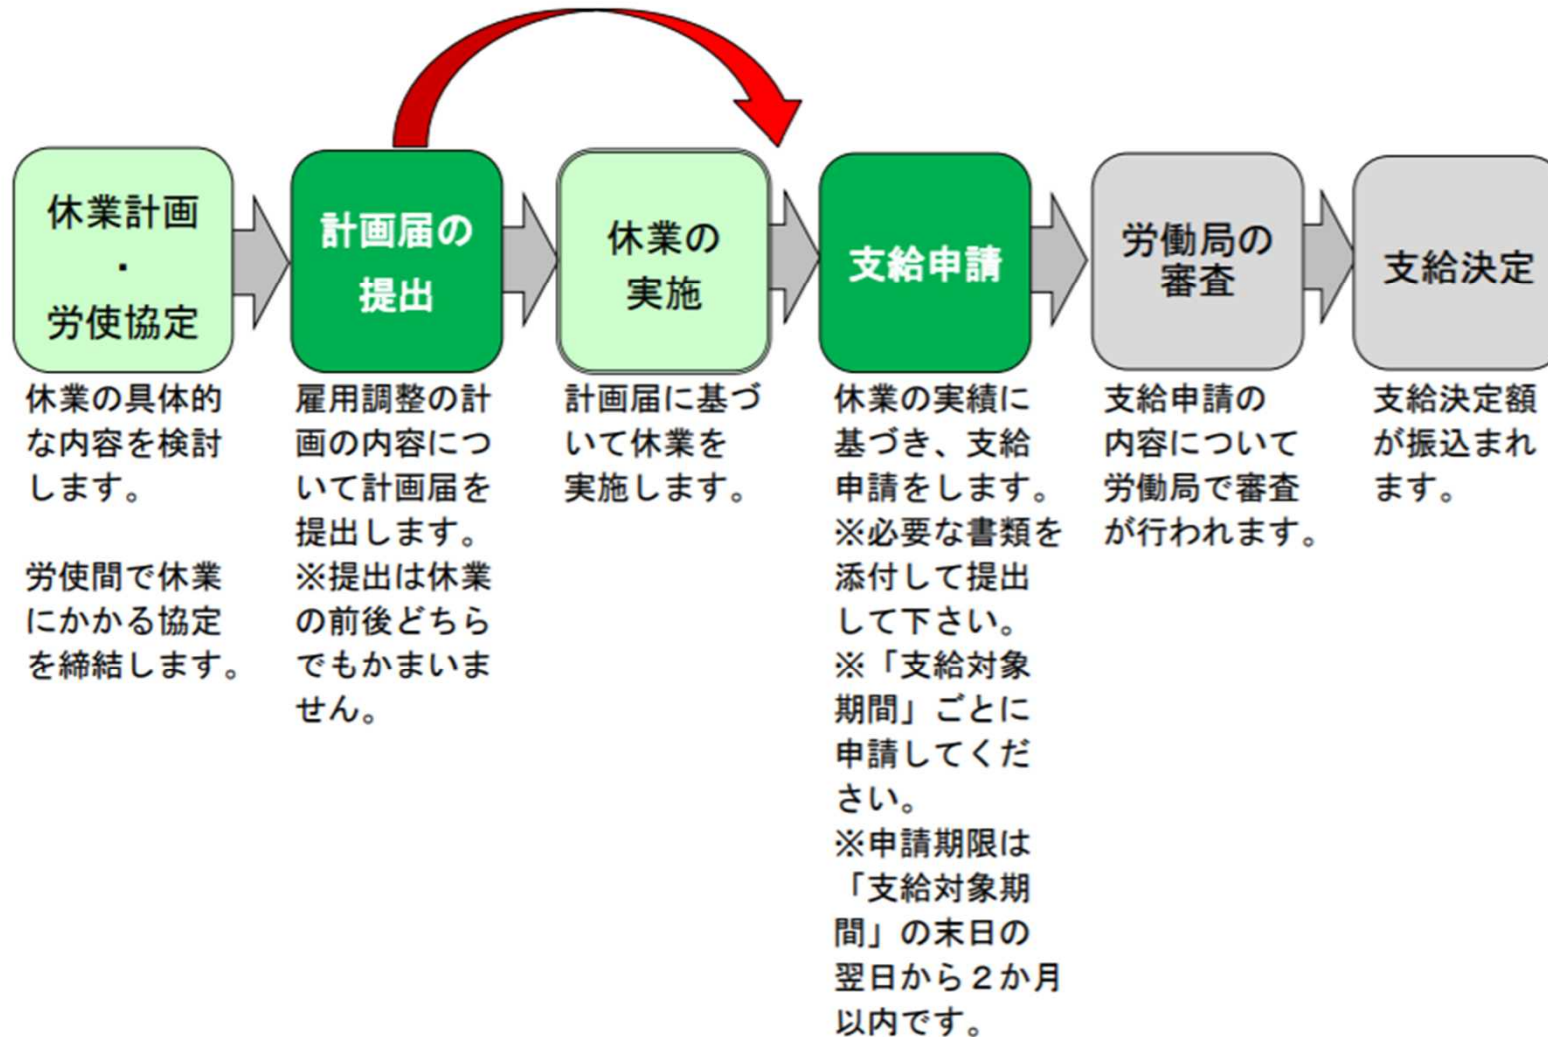 休業計画
・
労使協定
計画届の
提出
休業の
実施
支給申請
労働局の
審査
支給決定
休業の具体的
な内容を検討
します。
労使間で休業
にかかる協定
を締結します。
雇用調整の計
画の内容につ
いて計画届を
提出します。
※提出は休業
の前後どちら
でもかまいま
せん。
計画届に基づ
いて休業を
実施します。
休業の実績に
基づき、支給
申請をします。
※必要な書類を
添付して提出
して下さい。
※「支給対象
期間」ごとに
申請してくだ
さい。
※申請期限は
「支給対象期
間」の末日の
翌日から２か月
以内です。
支給申請の
内容について
労働局で審査
が行われます。
支給決定額
が振込まれ
ます。